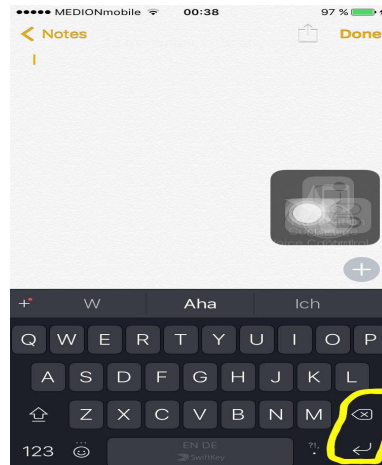 MEDIONmobile 00:38 97 %
Notes Done
W Aha Ich
Q W E R T Y U I O P
A S D F G H J K L
Z X C V B N M
EN DE ?!,
123 SwiftKey .